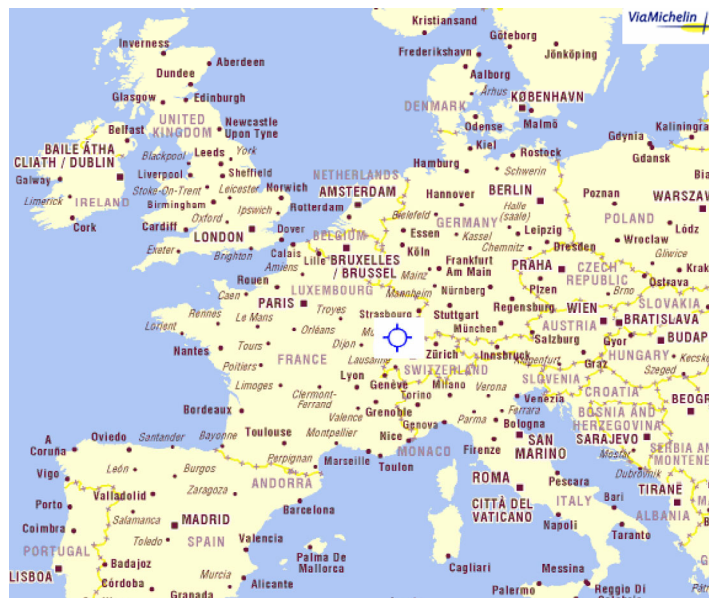 ViaMichelin
Kristiansand
Göteborg
Inverness
Frederikshavn
Jönköping
Aberdeen
Aalborg
Dundee
Århus
Glasgow
Edinburgh
DENMARK
KØBENHAVN
UNITED
KINGDOM
Newcastle
Upon Tyne
Belfast
Odense
Malmö
Gdynia
Kaliningra
BAILE ÁTHA
CLIATH / DUBLIN
Kiel
Gdansk
Blackpool
Leeds
York
Rostock
Galway
Liverpool
Sheffield
NETHERLANDS
Hamburg
Schwerin
Stoke-On-Trent
Leicester
Norwich
AMSTERDAM
Limerick
IRELAND
Birmingham
Ipswich
Rotterdam
Hannover
BERLIN
Poznan
WARSZAW
Oxford
Bielefeld
Halle
(saale)
POLAND
Cork
Cardiff
LONDON
Dover
BELGIUM
Essen
GERMANY
Leipzig
Lódz
Exeter
Brighton
Calais
Lille
BRUXELLES
/ BRUSSEL
Köln
Kassel
Chemnitz
Dresden
Wroclaw
Gliwice
Amiens
Mainz
Frankfurt
Am Main
PRAHA
CZECH
REPUBLIC
Krak
Rouen
LUXEMBOURG
Mannheim
Nürnberg
Plzen
Brno
Ostrava
Caen
PARIS
Strasbourg
Stuttgart
Regensburg
WIEN
SLOVAKIA
Lorient
Rennes
Le Mans
Troyes
München
AUSTRIA
BRATISLAVA
Orléans
Mu
Salzburg
Gyor
BUDAP
Nantes
Tours
Dijon
Zürich
Innsbruck
Graz
HUNGARY
Kecske
FRANCE
Lausanne
SWITZERLAND
Klagenfurt
Szeged
Poitiers
Lyon
Genève
Milano
Verona
SLOVENIA
Limoges
Clermont-
Ferrand
Torino
Venezia
CROATIA
Bordeaux
Valence
Grenoble
Parma
Ferrara
BOSNIA AND
HERZEGOVINA
BEOGR
A
Coruña
Oviedo
Santander
Bayonne
Toulouse
Montpellier
Nice
Genova
Bologna
SAN
MARINO
SARAJEVO
SERBIA AND
MONTENE
León
Burgos
Perpignan
Marseille
Toulon
MONACO
Firenze
Mostar
Dubrovnik
Vigo
ANDORRA
ROMA
Pescara
TIRANË
Valladolid
Zaragoza
Barcelona
CITTÀ DEL
VATICANO
ITALY
Bari
ALBANIA
Porto
Salamanca
MADRID
Napoli
Taranto
Coimbra
Toledo
SPAIN
Valencia
PORTUGAL
Badajoz
Palma De
Mallorca
Cagliari
Messina
LISBOA
Córdoba
Murcia
Alicante
Granada
Palermo
Reggio Di